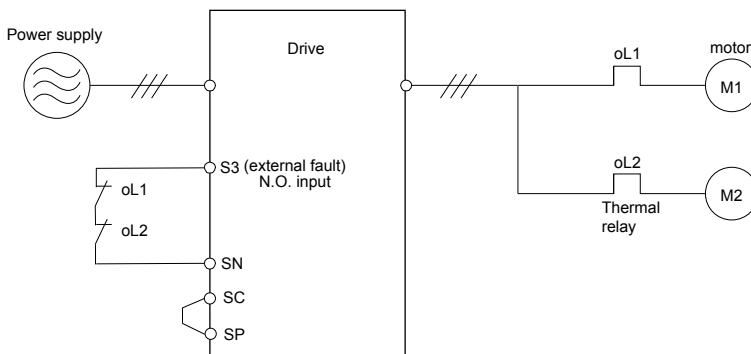 Power supply
Drive
oL1
motor
M1
S3 (external fault)
N.O. input
oL1
oL2
oL2
M2
Thermal
relay
SN
SC
SP